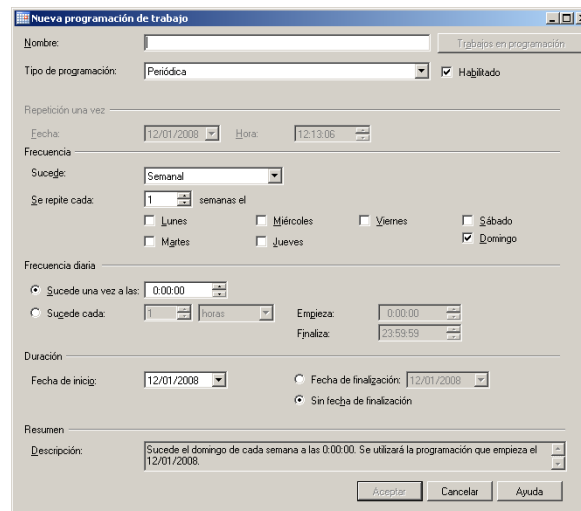 Nueva programación de trabajo
Nombre: Trabajos en programación
Tipo de programación: Periódica Habilitado
Repetición una vez
Fecha: 12/01/2008 Hora: 12:13:06
Frecuencia
Sucede: Semanal
Se repite cada: 1 semanas el
Lunes Miércoles Viernes Sábado
Martes Jueves Domingo
Frecuencia diaria
Sucede una vez a las: 0:00:00
Sucede cada: 1 horas Empieza: 0:00:00
Finaliza: 23:59:59
Duración
Fecha de inicio: 12/01/2008 Fecha de finalización: 12/01/2008
Sin fecha de finalización
Resumen
Descripción: Sucede el domingo de cada semana a las 0:00:00. Se utilizará la programación que empieza el
12/01/2008.
Aceptar Cancelar Ayuda